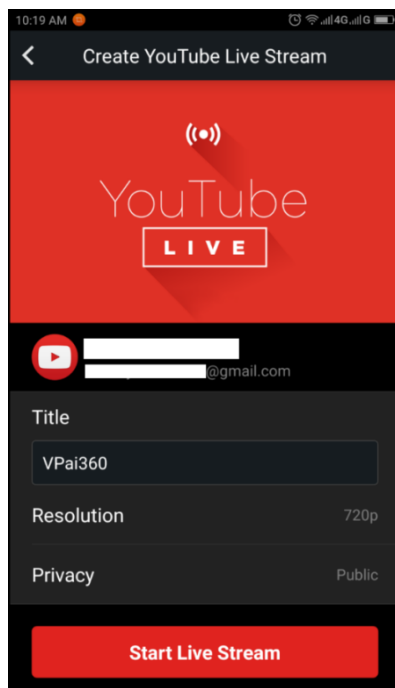 10:19 AM 4G G
Create YouTube Live Stream
YouTube
LIVE
@gmail.com
Title
VPai360
Resolution 720p
Privacy Public
Start Live Stream